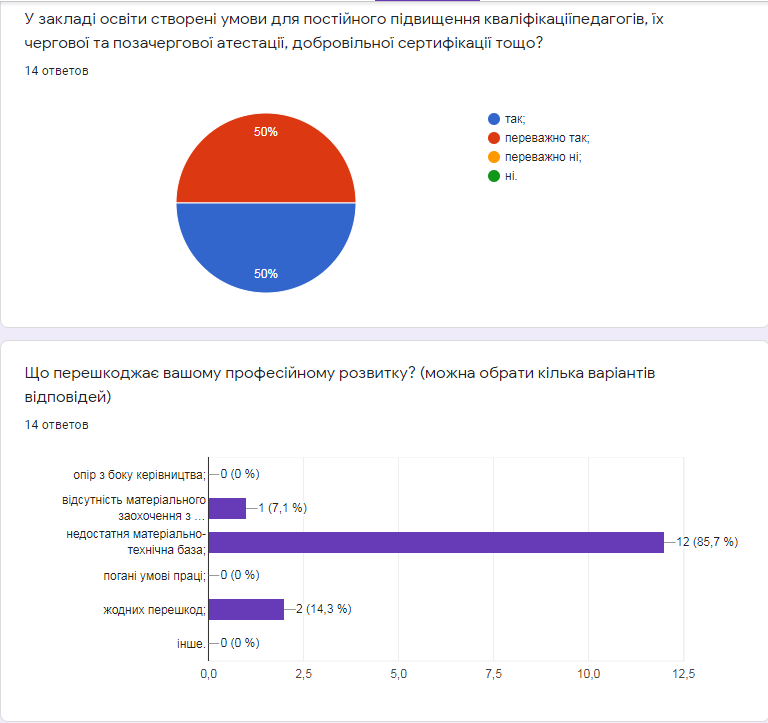 У закладі освіти створені умови для постійного підвищення кваліфікаціїпедагогів, їх
чергової та позачергової атестації, добровільної сертифікації тощо?
14 ответов
50%
50%
так;
переважно так;
переважно ні;
ні.
Що перешкоджає вашому професійному розвитку? (можна обрати кілька варіантів
відповідей)
14 ответов
опір з боку керівництва;
0 (0 %)
відсутність матеріального
заохочення з ...
1 (7,1 %)
недостатня матеріально-
технічна база;
12 (85,7 %)
погані умові праці;
0 (0 %)
жодних перешкод;
2 (14,3 %)
інше.
0 (0 %)
0,0 2,5 5,0 7,5 10,0 12,5